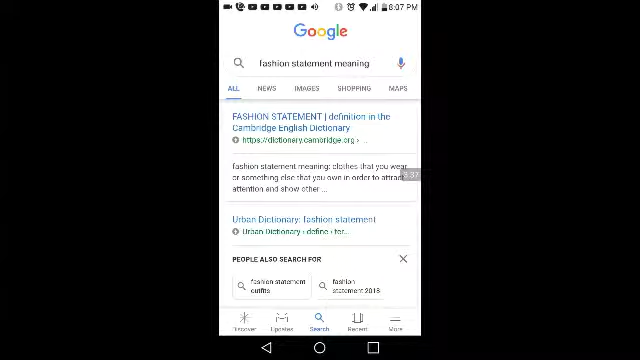 8:07 PM
Google
fashion statement meaning
ALL NEWS IMAGES SHOPPING MAPS
FASHION STATEMENT | definition in the
Cambridge English Dictionary
https://dictionary.cambridge.org › ...
fashion statement meaning: clothes that you wear
or something else that you own in order to attract
attention and show other ...
Urban Dictionary: fashion statement
Urban Dictionary › define › ter...
PEOPLE ALSO SEARCH FOR
fashion statement
outfits
fashion
statement 2018
Discover Updates Search Recent More